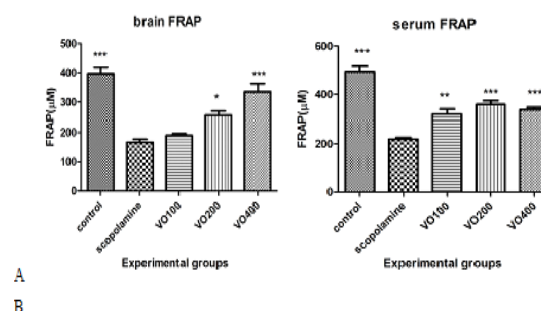 brain FRAP
FRAP(µM)
500
400
300
200
100
0
***
*
***
control
scopolamine
VO100
VO200
VO400
Experimental groups
serum FRAP
FRAP(µM)
600
400
200
0
***
**
***
***
control
scopolamine
VO100
VO200
VO400
Experimental groups
A
B